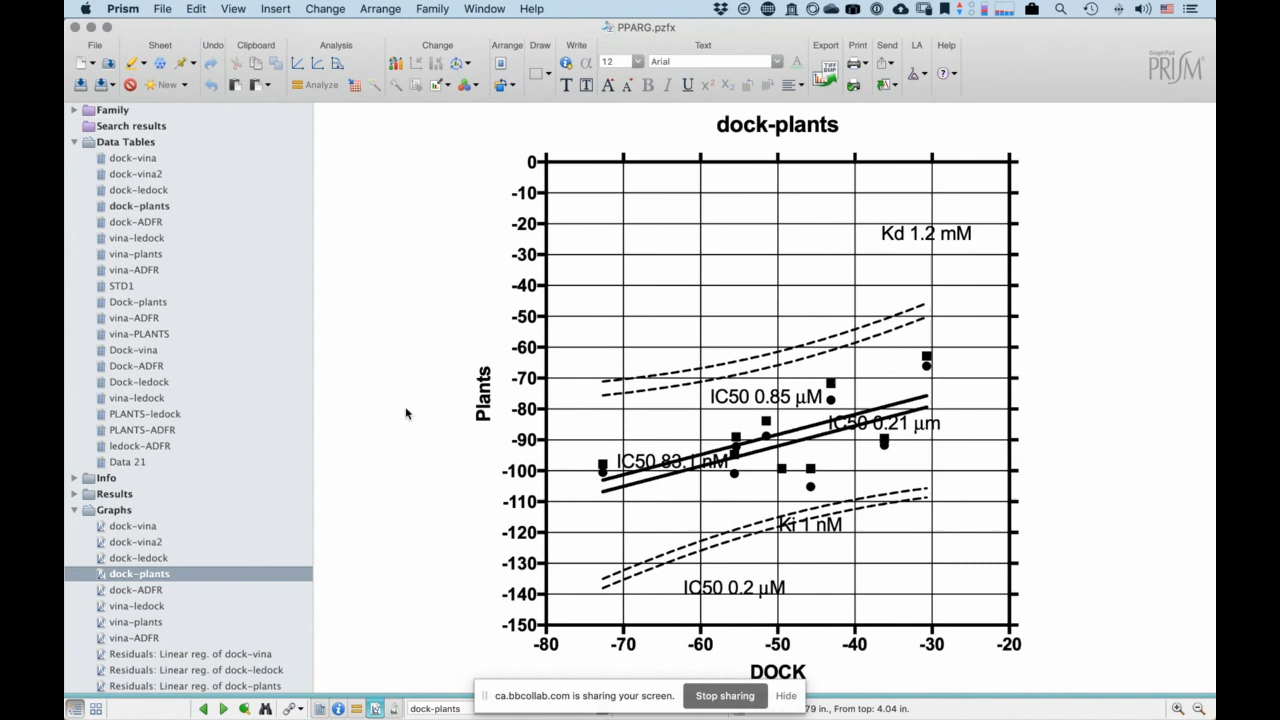 Prism File Edit View Insert Change Arrange Family Window Help
PPARG.pzfx
File Sheet Undo Clipboard Analysis Change Arrange Draw Write Text Export Print Send LA Help
12 Arial
GraphPad
PRISM
New Analyze
Family
Search results
Data Tables
dock-vina
dock-vina2
dock-ledock
dock-plants
dock-ADFR
vina-ledock
vina-plants
vina-ADFR
STD1
Dock-plants
vina-ADFR
vina-PLANTS
Dock-vina
Dock-ADFR
Dock-ledock
vina-ledock
PLANTS-ledock
PLANTS-ADFR
ledock-ADFR
Data 21
Info
Results
Graphs
dock-vina
dock-vina2
dock-ledock
dock-plants
dock-ADFR
vina-ledock
vina-plants
vina-ADFR
Residuals: Linear reg. of dock-vina
Residuals: Linear reg. of dock-ledock
Residuals: Linear reg. of dock-plants
dock-plants
0
-10
-20
Kd 1.2 mM
-30
-40
-50
-60
-70
IC50 0.85 µM
-80
IC50 0.21 µm
-90
IC50 83.1 nM
-100
-110
Ki 1 nM
-120
-130
IC50 0.2 µM
-140
-150
Plants
-80 -70 -60 -50 -40 -30 -20
DOCK
ca.bbcollab.com is sharing your screen. Stop sharing Hide
dock-plants
79 in, From top: 4.04 in.